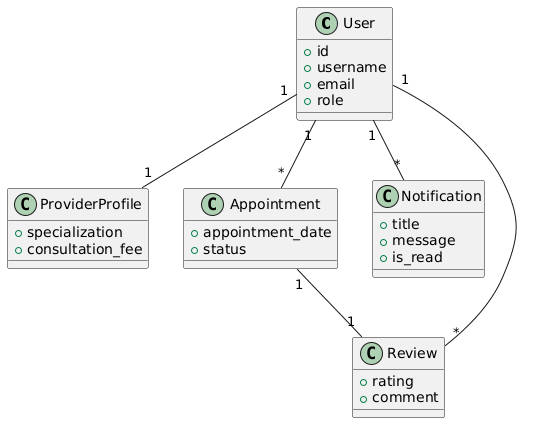 C User
id
username
email
role
1
1
1
1
1
*
*
C ProviderProfile
specialization
consultation_fee
C Appointment
appointment_date
status
C Notification
title
message
is_read
1
1
*
C Review
rating
comment